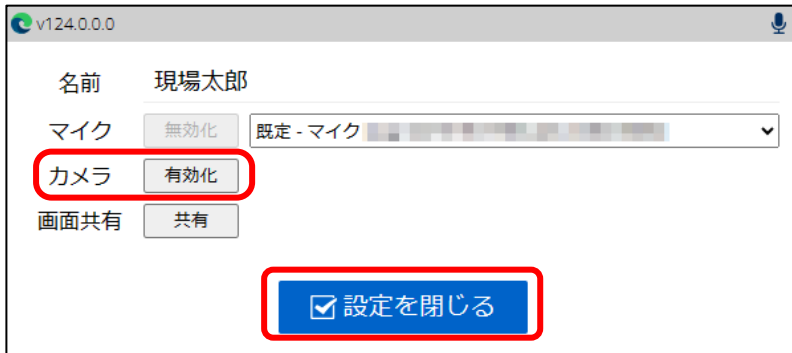 v124.0.0.0
名前 現場太郎
マイク 無効化 既定 - マイク
カメラ 有効化
画面共有 共有
設定を閉じる